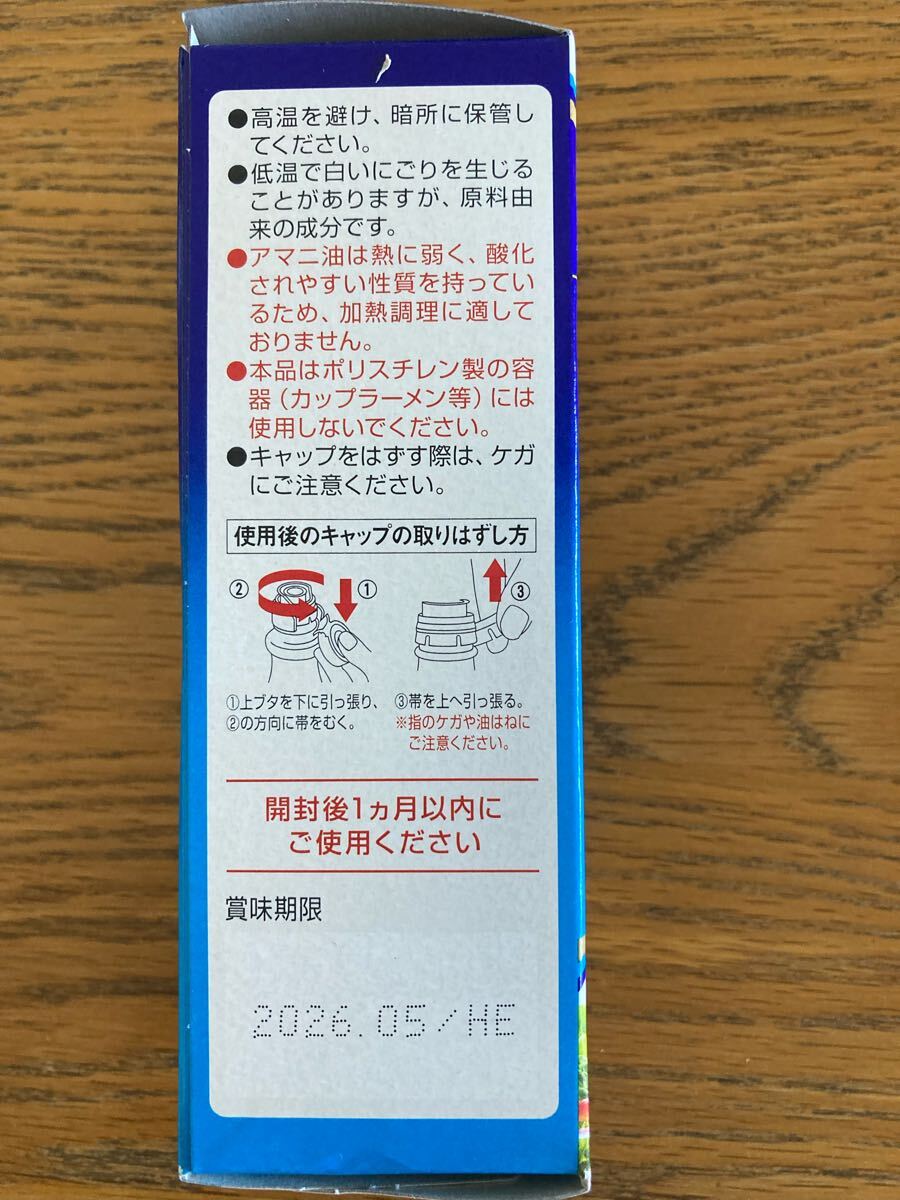 ●高温を避け、暗所に保管し
てください。
●低温で白いにごりを生じる
ことがありますが、原料由
来の成分です。
●アマニ油は熱に弱く、酸化
されやすい性質を持ってい
るため、加熱調理に適して
おりません。
●本品はポリスチレン製の容
器（カップラーメン等）には
使用しないでください。
●キャップをはずす際は、ケガ
にご注意ください。
使用後のキャップの取りはずし方
② ① ③
①上ブタを下に引っ張り、
②の方向に帯をむく。
③帯を上へ引っ張る。
※指のケガや油はねに
ご注意ください。
開封後1ヵ月以内に
ご使用ください
賞味期限
2026.05/HE